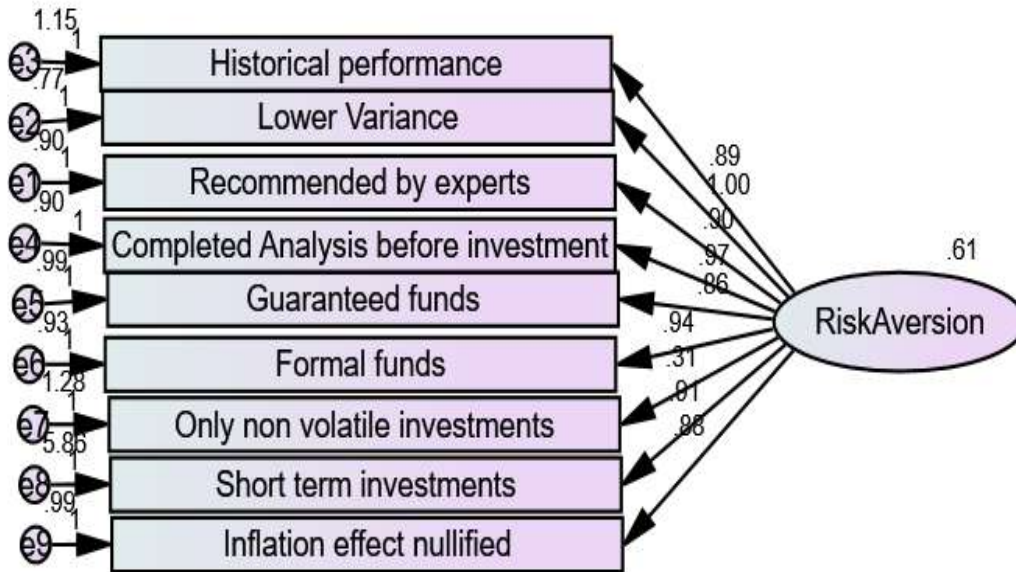 1.15
1
e3
Historical performance
.77
1
e2
Lower Variance
.89
1.00
.90
1
e1
Recommended by experts
.90
.90
1
e4
Completed Analysis before investment
.97
.61
.99
1
e5
Guaranteed funds
.86
RiskAversion
.93
1
e6
Formal funds
.94
1.28
1
e7
Only non volatile investments
.31
5.85
1
e8
Short term investments
.91
.99
1
e9
Inflation effect nullified
.88